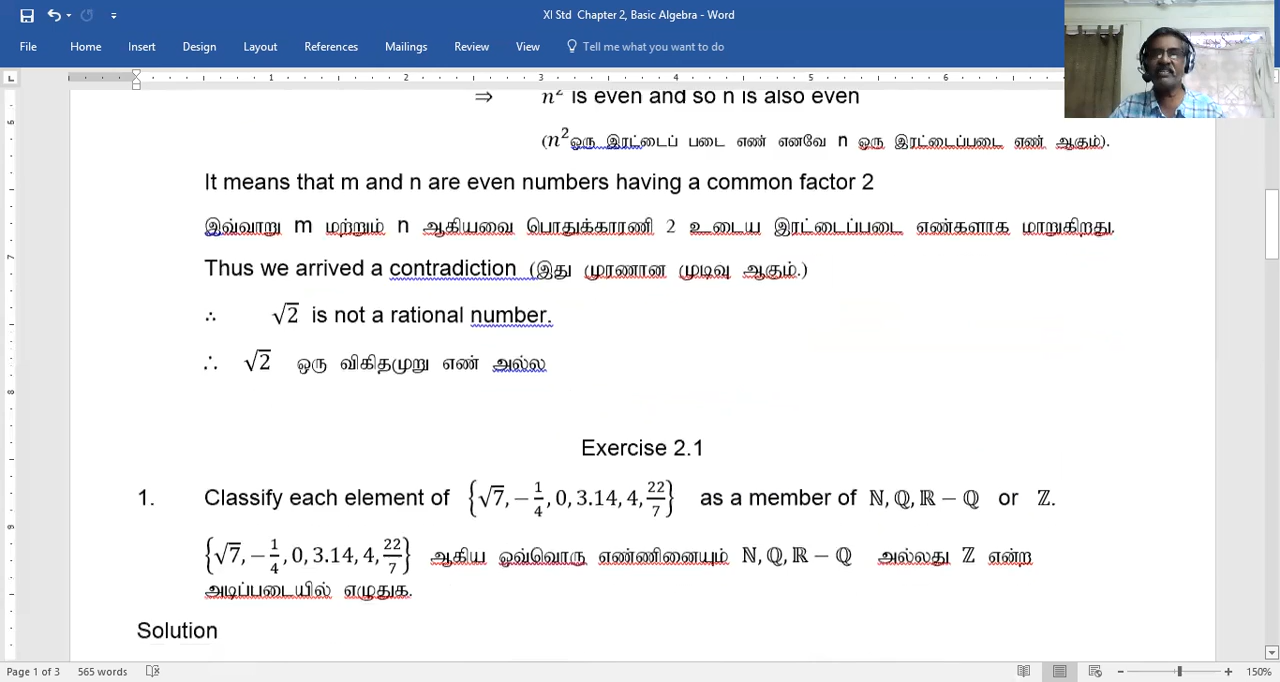 XI Std  Chapter 2, Basic Algebra - Word
File Home Insert Design Layout References Mailings Review View Tell me what you want to do
1 2 3 4 5 6
⇒ n² is even and so n is also even
(n² ஒரு இரட்டைப் படை எண் எனவே n ஒரு இரட்டைப்படை எண் ஆகும்).
It means that m and n are even numbers having a common factor 2
இவ்வாறு m மற்றும் n ஆகியவை பொதுக்காரணி 2 உடைய இரட்டைப்படை எண்களாக மாறுகிறது.
Thus we arrived a contradiction (இது முரணான முடிவு ஆகும்.)
∴ √2 is not a rational number.
∴ √2 ஒரு விகிதமுறு எண் அல்ல
Exercise 2.1
1. Classify each element of {√7, −1/4, 0, 3.14, 4, 22/7} as a member of ℕ, ℚ, ℝ − ℚ or ℤ.
{√7, −1/4, 0, 3.14, 4, 22/7} ஆகிய ஒவ்வொரு எண்ணினையும் ℕ, ℚ, ℝ − ℚ அல்லது ℤ என்ற
அடிப்படையில் எழுதுக.
Solution
Page 1 of 3 565 words 150%